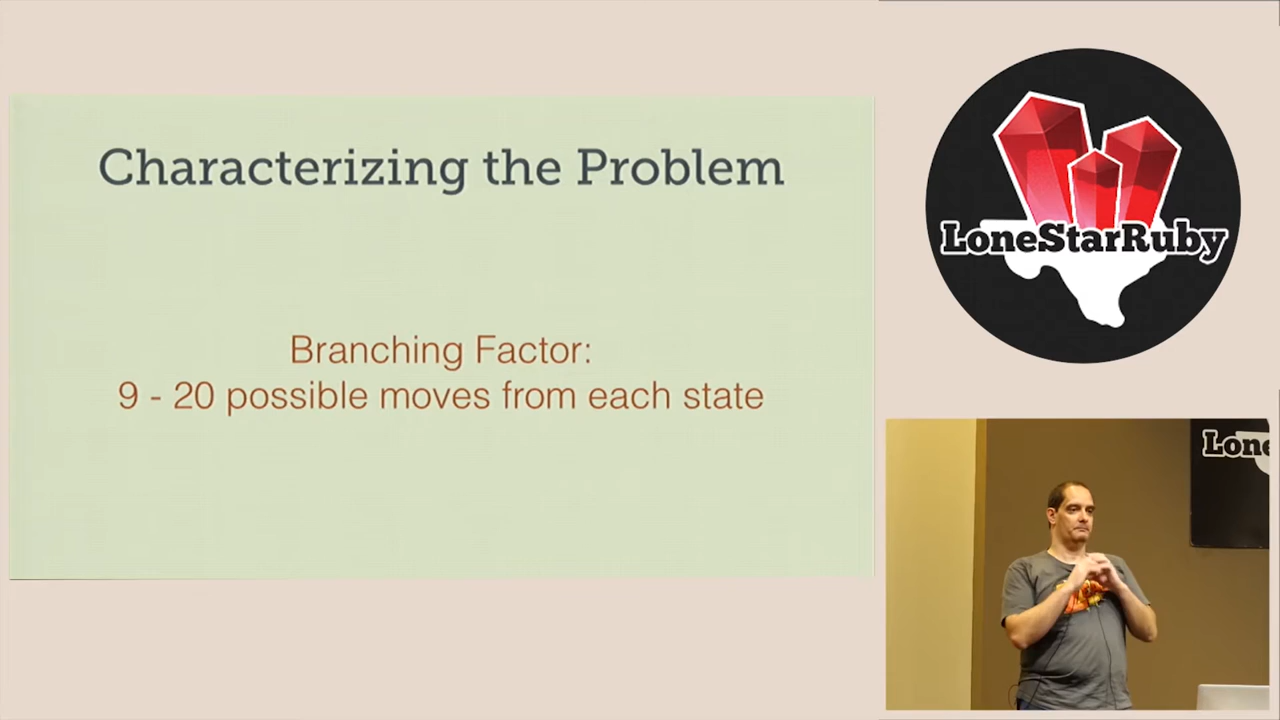 Characterizing the Problem
Branching Factor:
9 - 20 possible moves from each state
LoneStarRuby
Lone